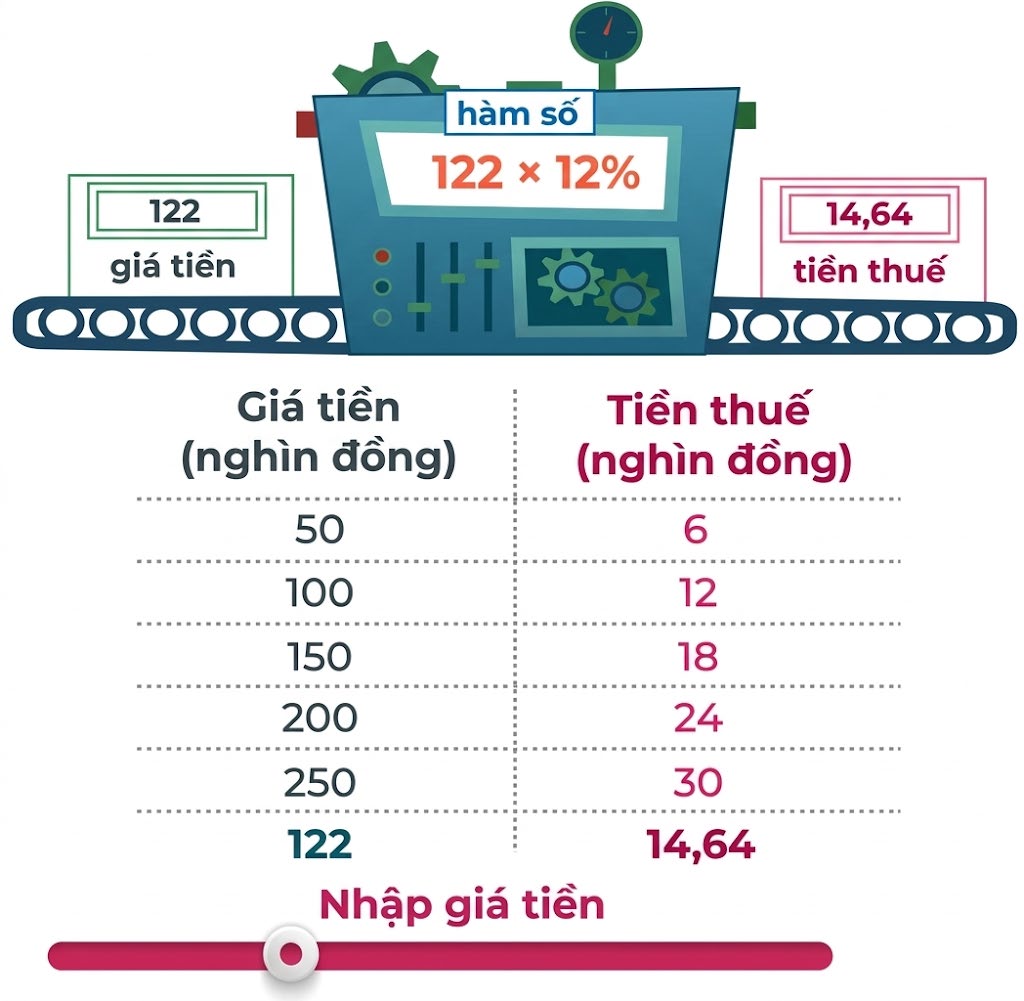 hàm số
122 × 12%
122
giá tiền
14,64
tiền thuế
Giá tiền
(nghìn đồng)
Tiền thuế
(nghìn đồng)
50 6
100 12
150 18
200 24
250 30
122 14,64
Nhập giá tiền